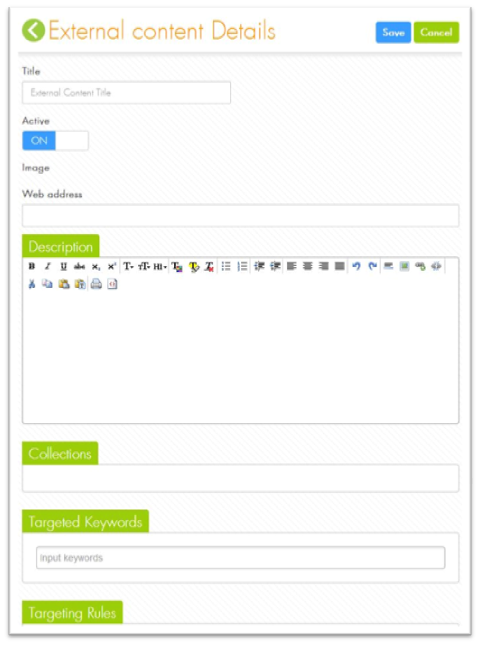 External content Details
Save Cancel
Title
External Content Title
Active
ON
Image
Web address
Description
B I U abc x₂ x² T- тT- H1-
Collections
Targeted Keywords
input keywords
Targeting Rules